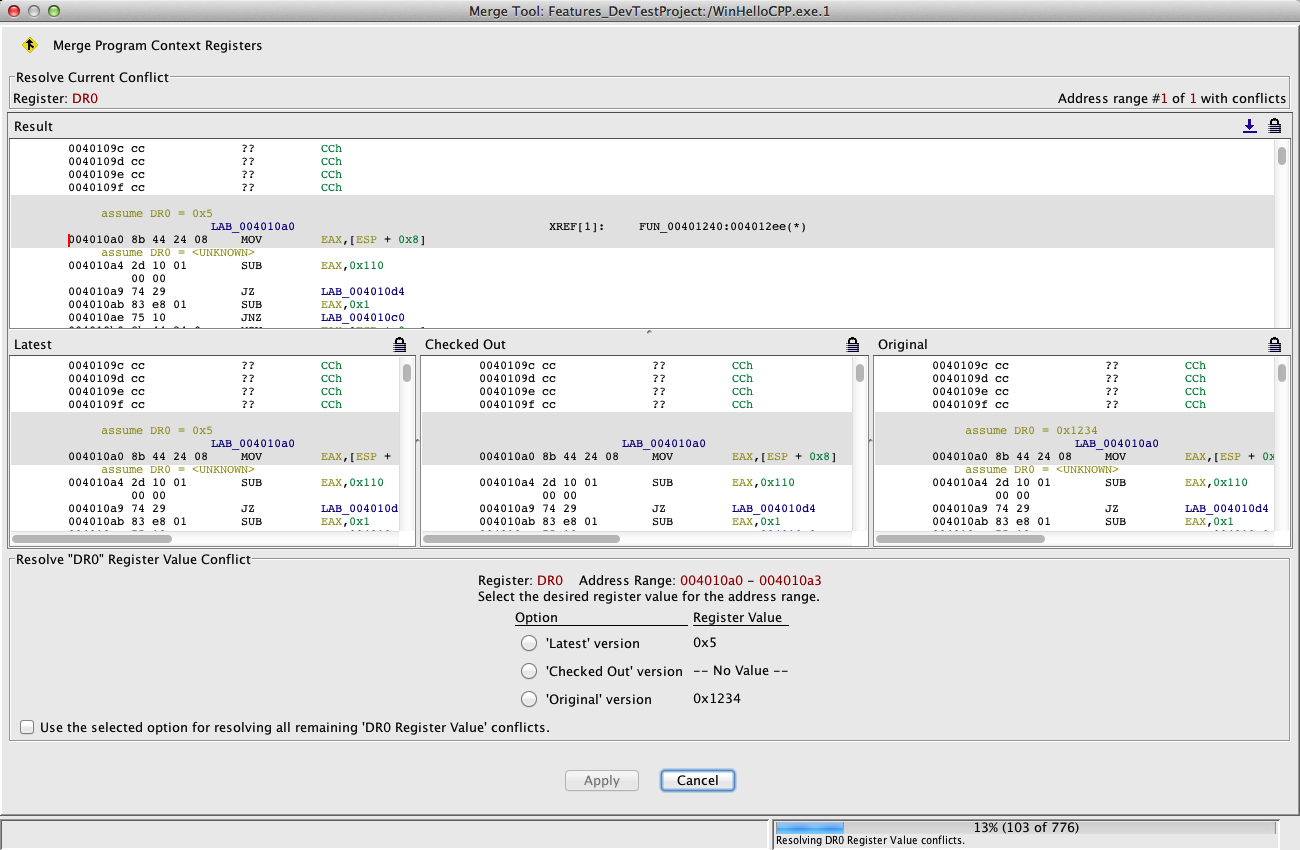 Merge Tool: Features_DevTestProject:/WinHelloCPP.exe.1
Merge Program Context Registers
Resolve Current Conflict
Register: DR0 Address range #1 of 1 with conflicts
Result
0040109c cc ?? CCh
0040109d cc ?? CCh
0040109e cc ?? CCh
0040109f cc ?? CCh
assume DR0 = 0x5
LAB_004010a0 XREF[1]: FUN_00401240:004012ee(*)
004010a0 8b 44 24 08 MOV EAX,[ESP + 0x8]
assume DR0 = <UNKNOWN>
004010a4 2d 10 01 SUB EAX,0x110
00 00
004010a9 74 29 JZ LAB_004010d4
004010ab 83 e8 01 SUB EAX,0x1
004010ae 75 10 JNZ LAB_004010c0
Latest
0040109c cc ?? CCh
0040109d cc ?? CCh
0040109e cc ?? CCh
0040109f cc ?? CCh
assume DR0 = 0x5
LAB_004010a0
004010a0 8b 44 24 08 MOV EAX,[ESP +
assume DR0 = <UNKNOWN>
004010a4 2d 10 01 SUB EAX,0x110
00 00
004010a9 74 29 JZ LAB_004010d
004010ab 83 e8 01 SUB EAX,0x1
Checked Out
0040109c cc ?? CCh
0040109d cc ?? CCh
0040109e cc ?? CCh
0040109f cc ?? CCh
LAB_004010a0
004010a0 8b 44 24 08 MOV EAX,[ESP + 0x8]
004010a4 2d 10 01 SUB EAX,0x110
00 00
004010a9 74 29 JZ LAB_004010d4
004010ab 83 e8 01 SUB EAX,0x1
Original
0040109c cc ?? CCh
0040109d cc ?? CCh
0040109e cc ?? CCh
0040109f cc ?? CCh
assume DR0 = 0x1234
LAB_004010a0
004010a0 8b 44 24 08 MOV EAX,[ESP + 0x
assume DR0 = <UNKNOWN>
004010a4 2d 10 01 SUB EAX,0x110
00 00
004010a9 74 29 JZ LAB_004010d4
004010ab 83 e8 01 SUB EAX,0x1
Resolve "DR0" Register Value Conflict
Register: DR0 Address Range: 004010a0 - 004010a3
Select the desired register value for the address range.
Option Register Value
'Latest' version 0x5
'Checked Out' version -- No Value --
'Original' version 0x1234
Use the selected option for resolving all remaining 'DR0 Register Value' conflicts.
Apply Cancel
13% (103 of 776)
Resolving DR0 Register Value conflicts.